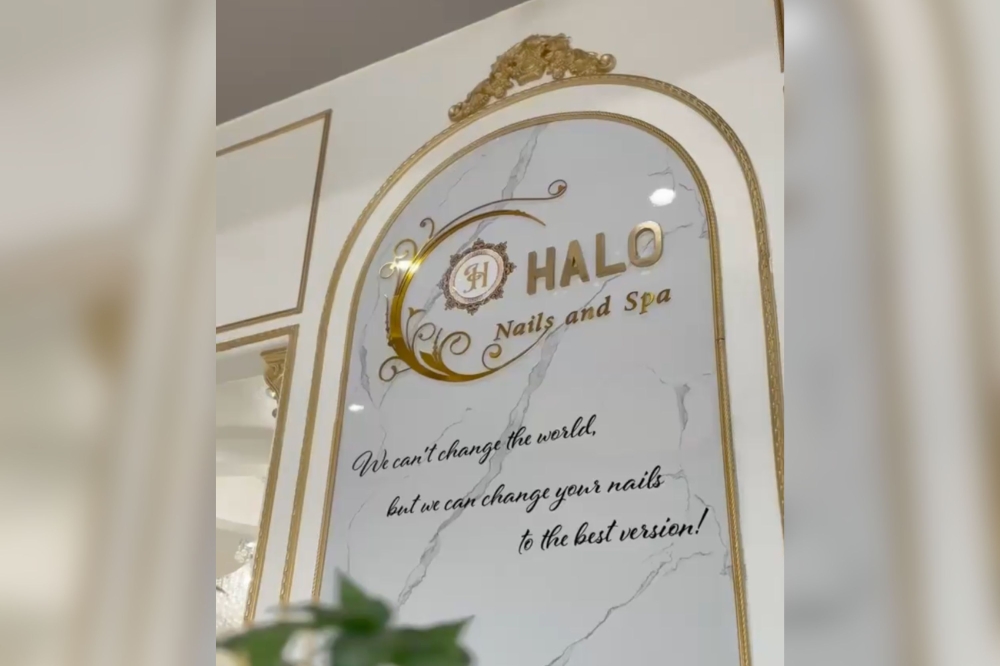 H
HALO
Nails and Spa
We can't change the world,
but we can change your nails
to the best version!